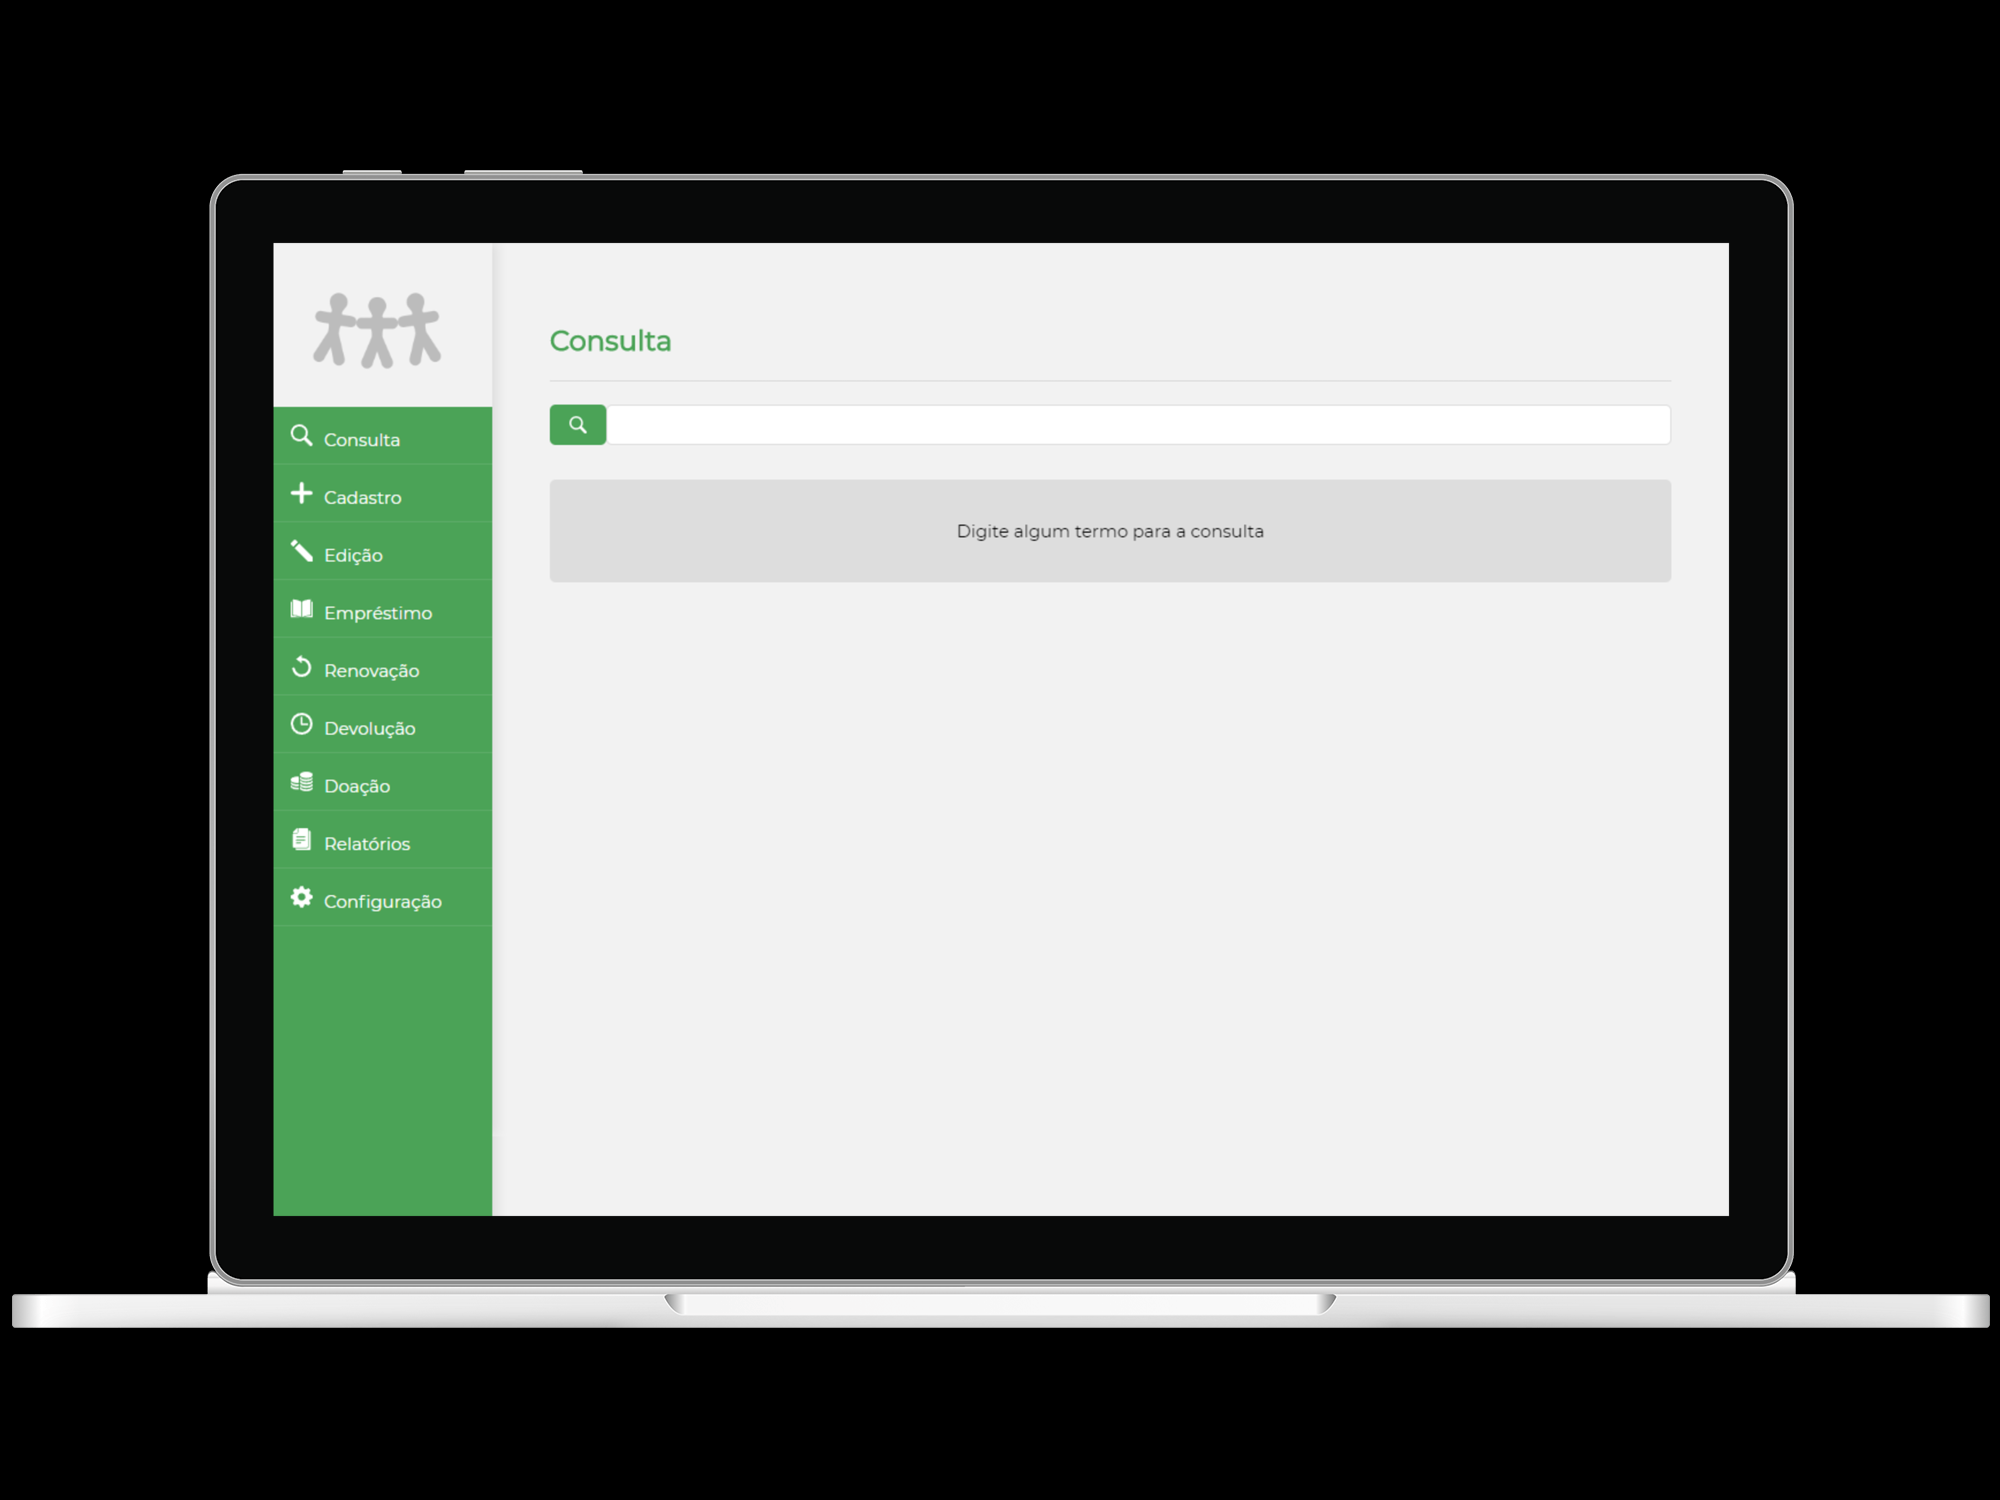 Consulta
Cadastro
Edição
Empréstimo
Renovação
Devolução
Doação
Relatórios
Configuração
Consulta
Digite algum termo para a consulta